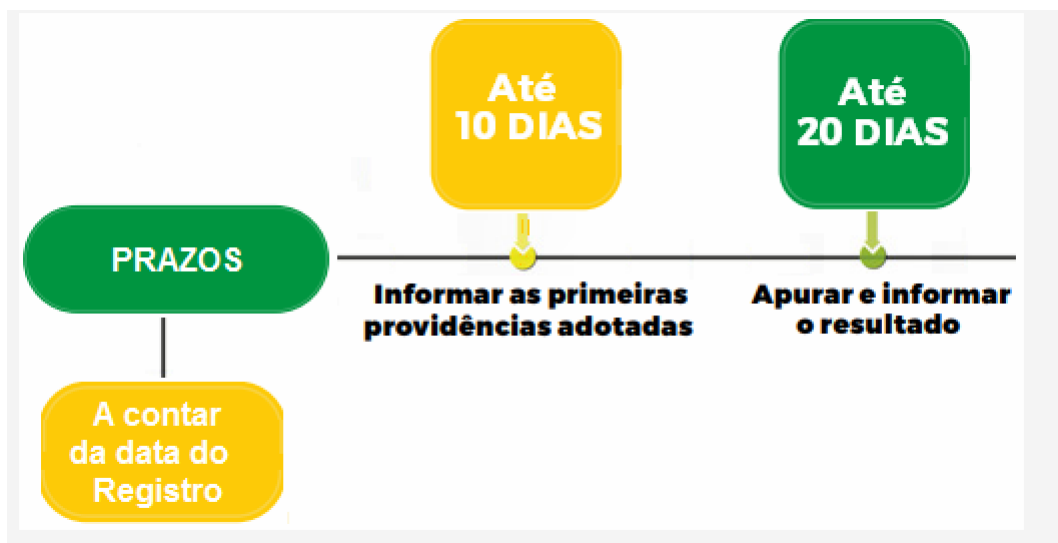 Até
10 DIAS
Até
20 DIAS
PRAZOS
Informar as primeiras
providências adotadas
Apurar e informar
o resultado
A contar
da data do
Registro